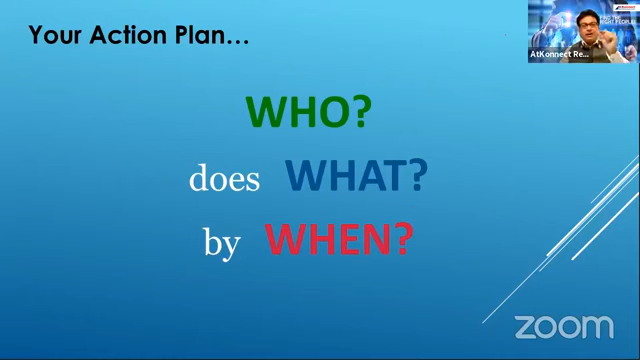 Your Action Plan...
WHO?
does WHAT?
by WHEN?
AtKonnect Re...
zoom